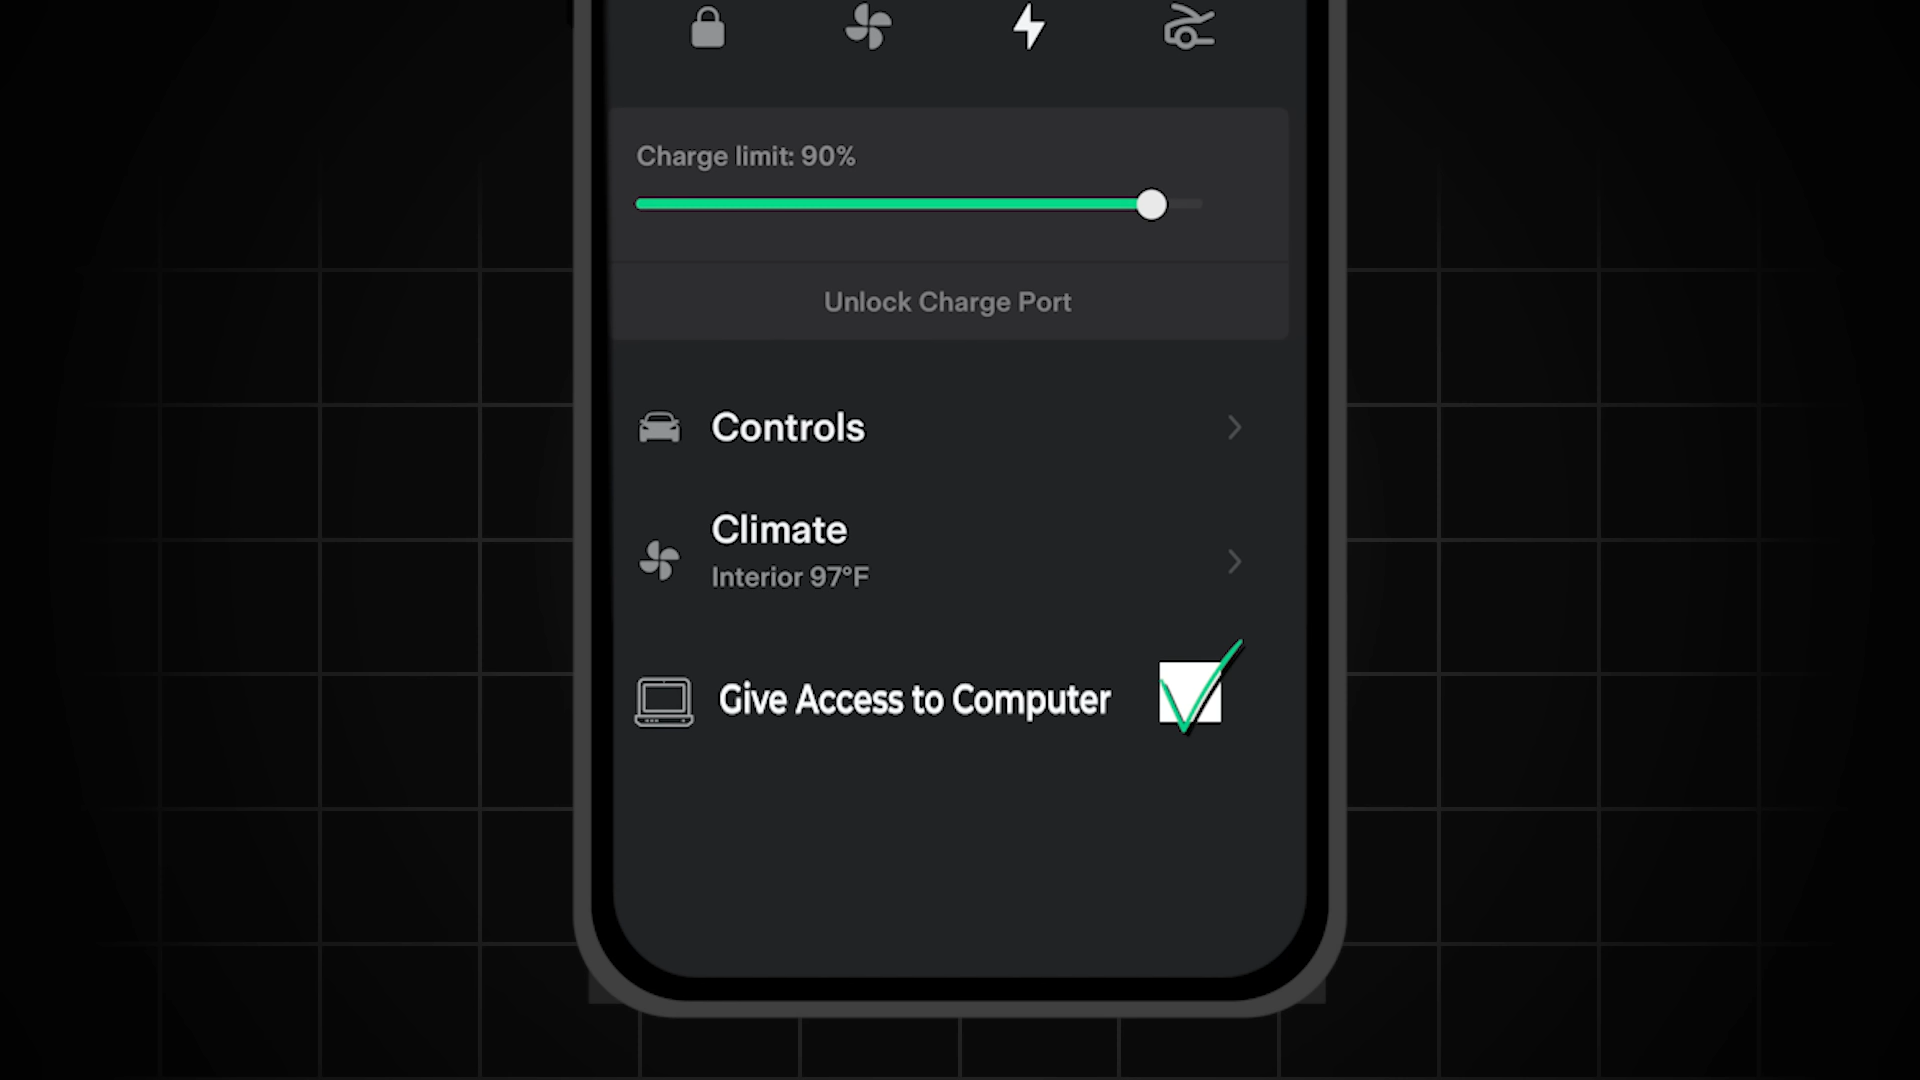 Charge limit: 90%
Unlock Charge Port
Controls
Climate
Interior 97°F
Give Access to Computer